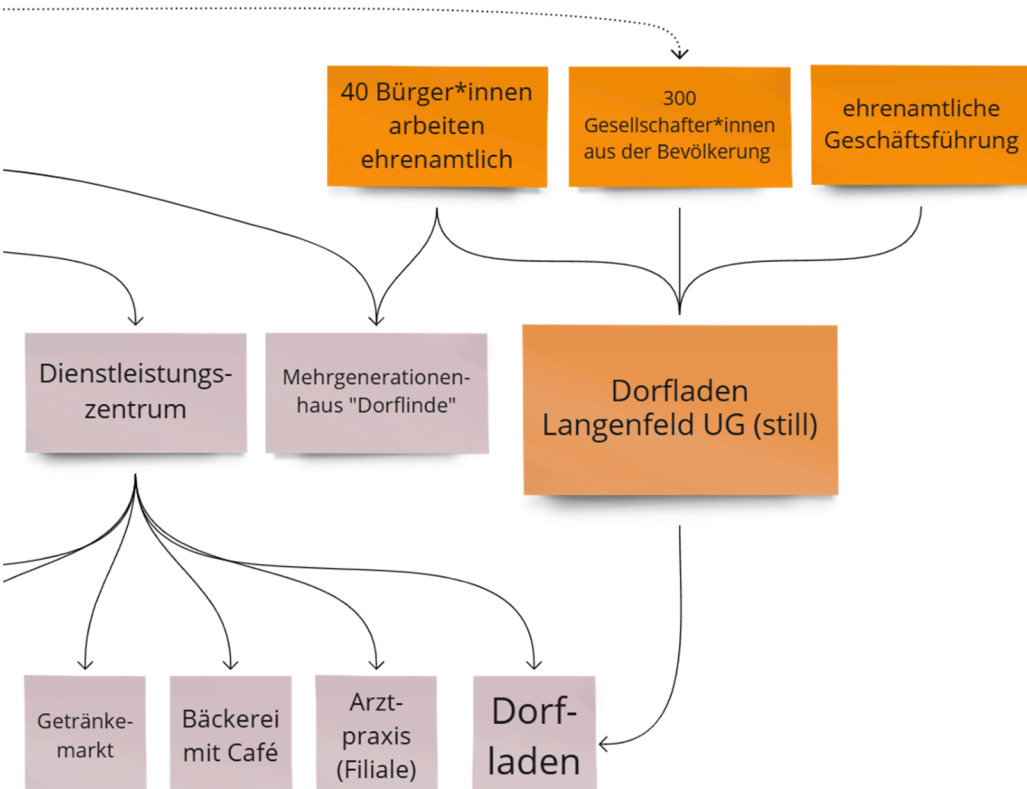 40 Bürger*innen
arbeiten
ehrenamtlich
300
Gesellschafter*innen
aus der Bevölkerung
ehrenamtliche
Geschäftsführung
Dienstleistungs-
zentrum
Mehrgenerationen-
haus "Dorflinde"
Dorfladen
Langenfeld UG (still)
Getränke-
markt
Bäckerei
mit Café
Arzt-
praxis
(Filiale)
Dorf-
laden